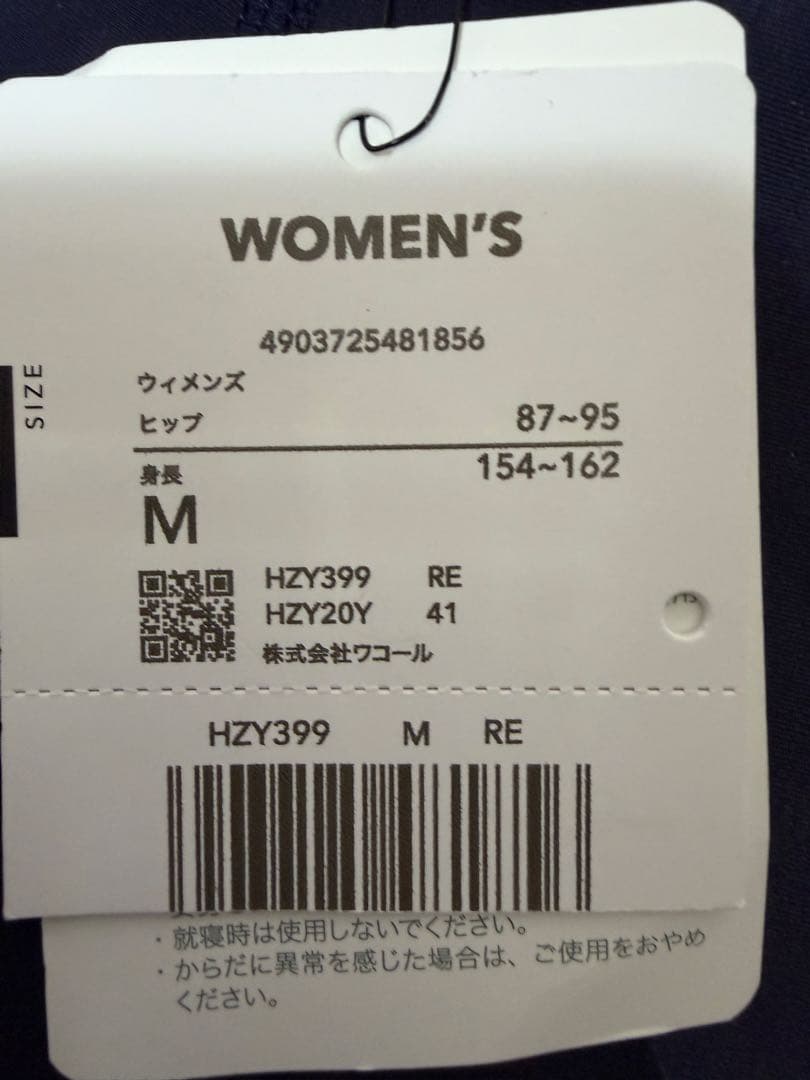 WOMEN'S
4903725481856
SIZE
ウィメンズ
ヒップ 87~95
身長 154~162
M
HZY399 RE
HZY20Y 41
株式会社ワコール
HZY399 M RE
・就寝時は使用しないでください。
・からだに異常を感じた場合は、ご使用をおやめ
ください。